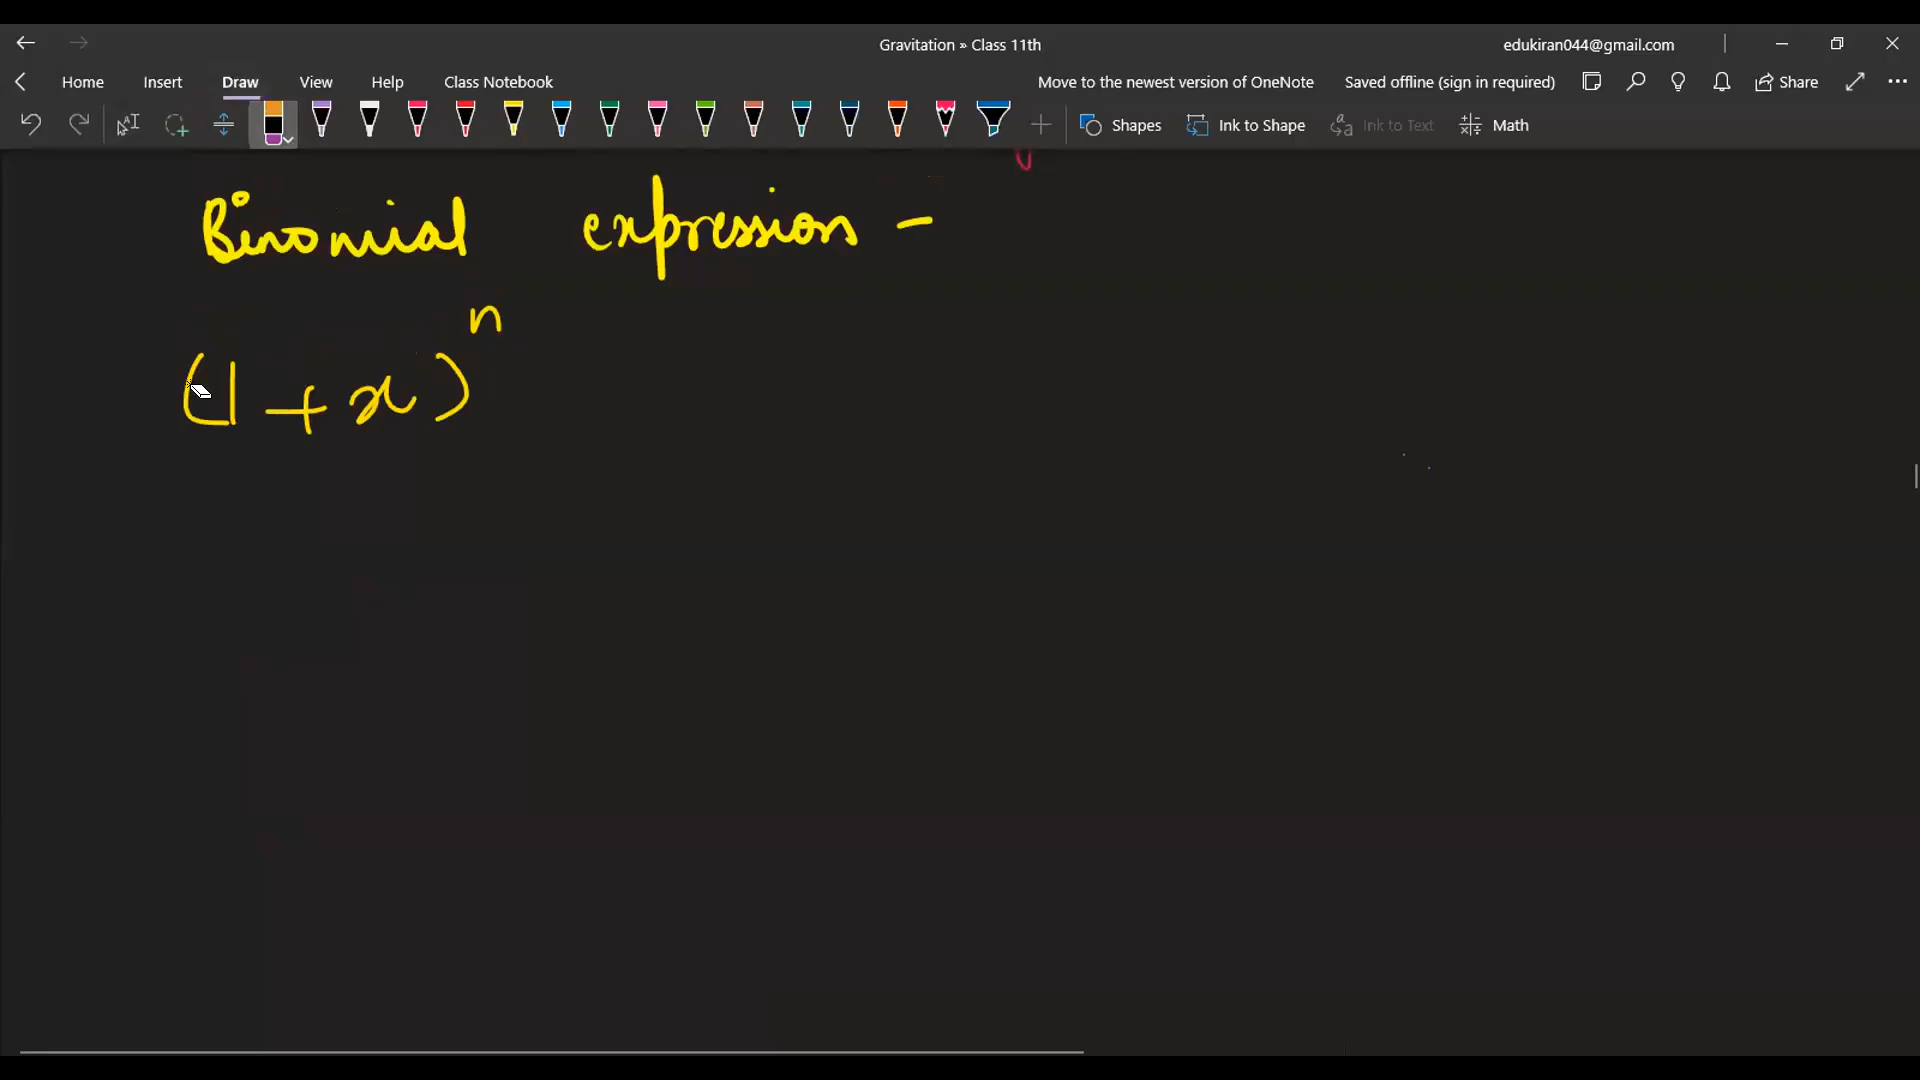 Gravitation » Class 11th
edukiran044@gmail.com
Home Insert Draw View Help Class Notebook
Move to the newest version of OneNote Saved offline (sign in required) Share
Shapes Ink to Shape Ink to Text Math
Binomial expression -
(1 + x)^n